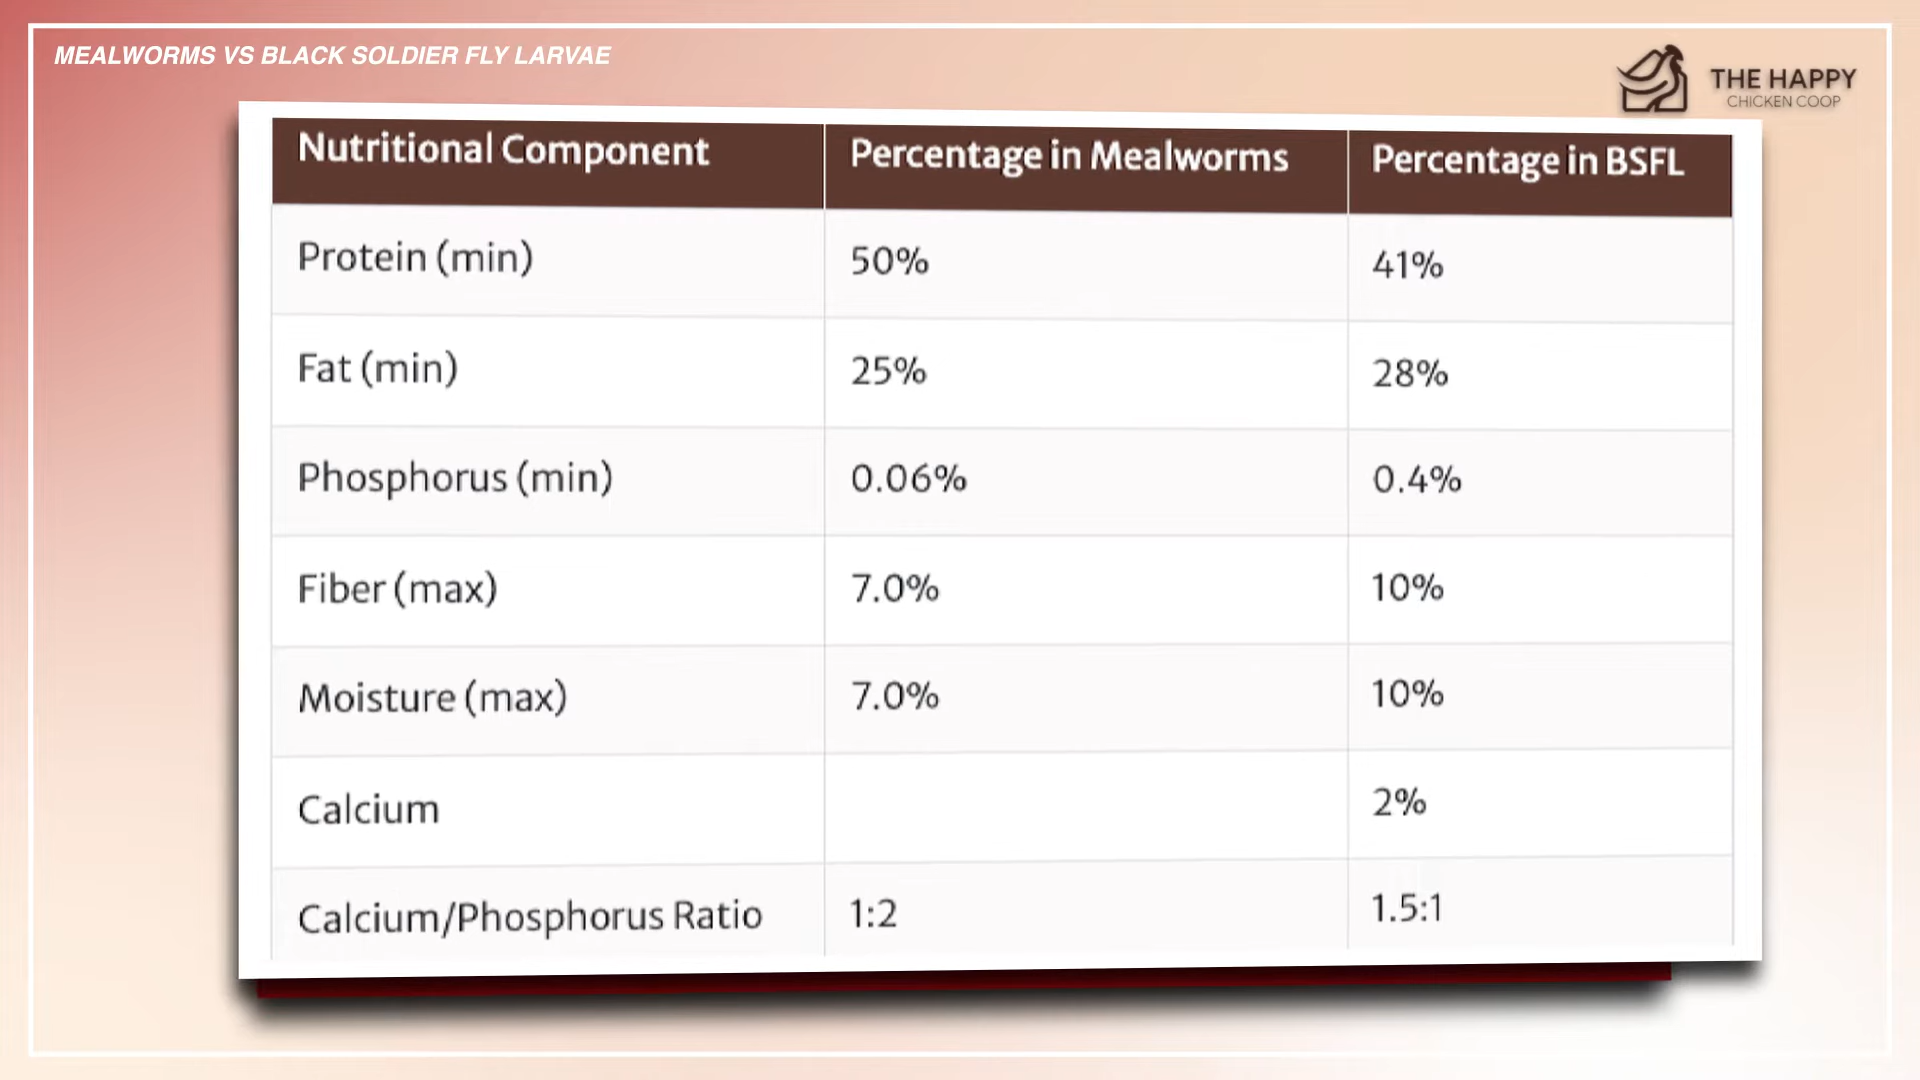 MEALWORMS VS BLACK SOLDIER FLY LARVAE
THE HAPPY
CHICKEN COOP
Nutritional Component Percentage in Mealworms Percentage in BSFL
Protein (min) 50% 41%
Fat (min) 25% 28%
Phosphorus (min) 0.06% 0.4%
Fiber (max) 7.0% 10%
Moisture (max) 7.0% 10%
Calcium 2%
Calcium/Phosphorus Ratio 1:2 1.5:1